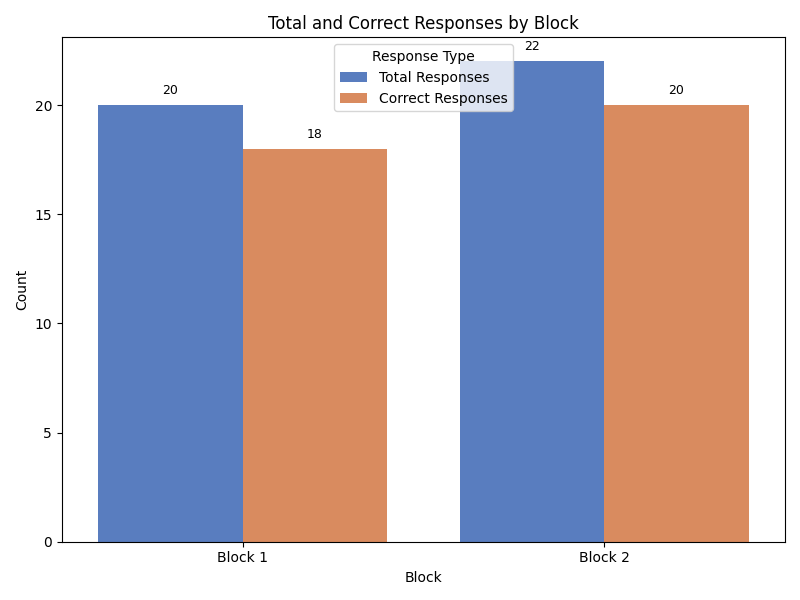 Total and Correct Responses by Block
Response Type
Total Responses
Correct Responses
22
20
20
18
20
15
10
5
0
Count
Block 1
Block 2
Block